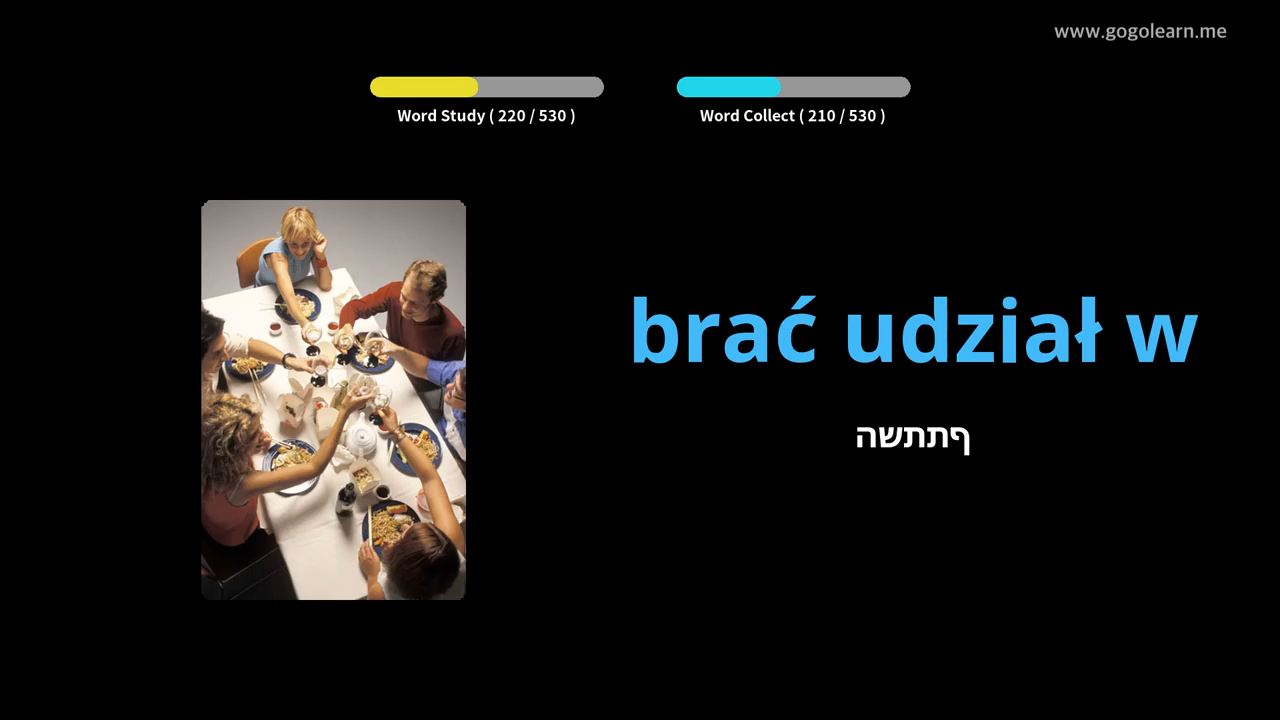 www.gogolearn.me
Word Study ( 220 / 530 )
Word Collect ( 210 / 530 )
brać udział w
ףתתשה